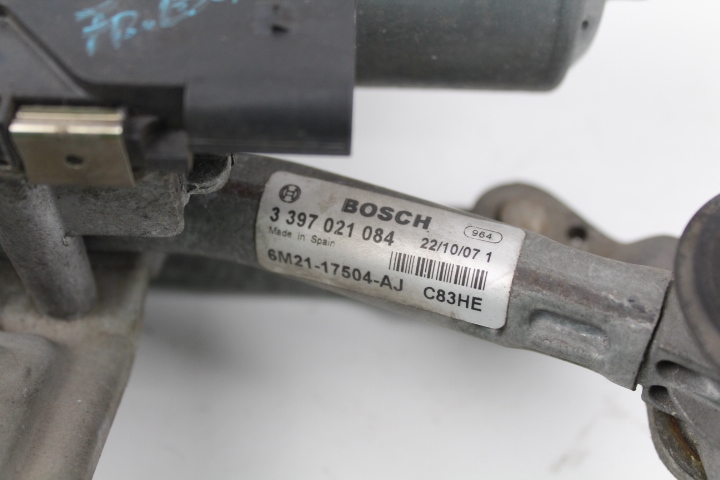 BOSCH
964
3 397 021 084
22/10/07 1
Made in Spain
6M21-17504-AJ
C83HE